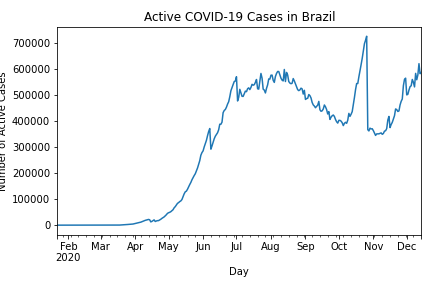 Active COVID-19 Cases in Brazil
Number of Active Cases
700000
600000
500000
400000
300000
200000
100000
0
Feb Mar Apr May Jun Jul Aug Sep Oct Nov Dec
2020
Day